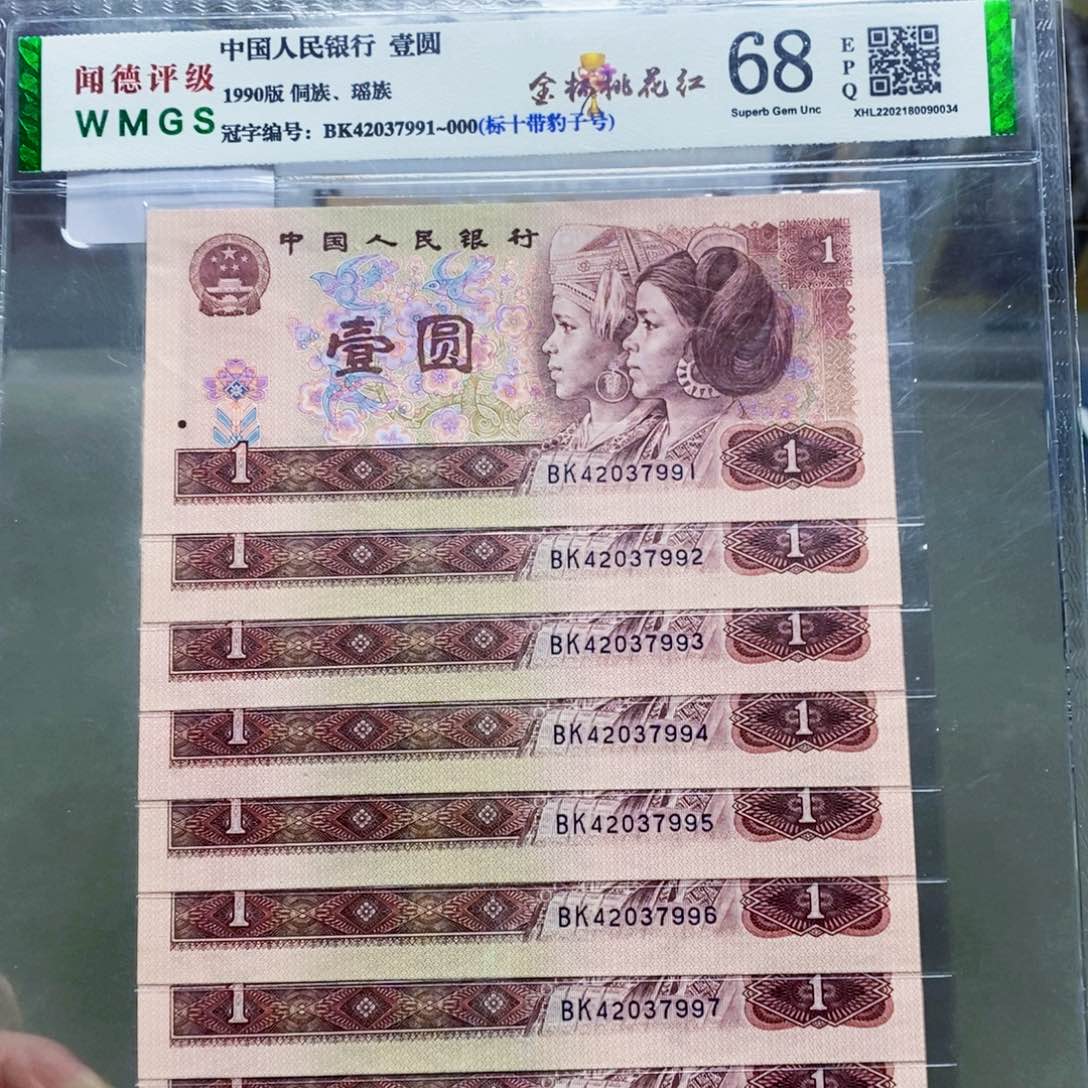 中国人民银行 壹圆
闻德评级
1990版 侗族、瑶族
WMGS
冠字编号：BK42037991~000(标十带豹子号)
金杯桃花红
68
EPQ
Superb Gem Unc
XHL2202180090034
中国人民银行
1
壹圆
1
BK42037991
1
1
BK42037992
1
1
BK42037993
1
1
BK42037994
1
1
BK42037995
1
1
BK42037996
1
1
BK42037997
1